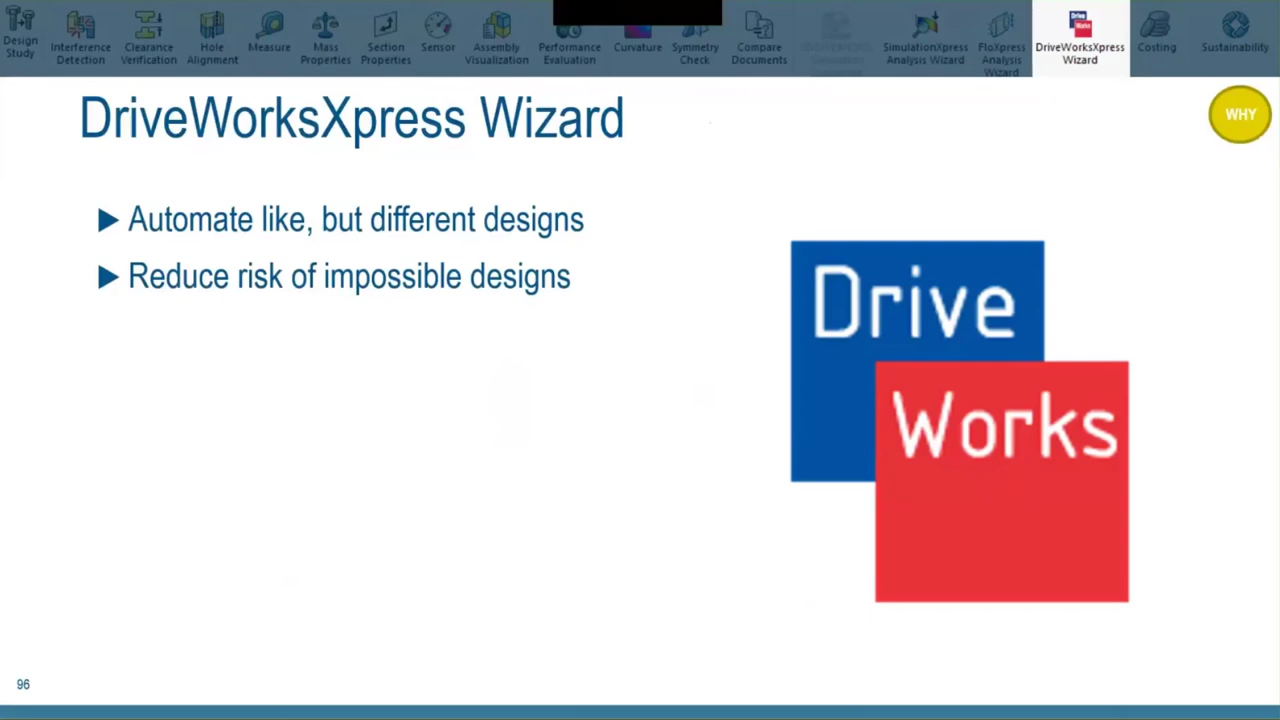 Design Study
Interference Detection
Clearance Verification
Hole Alignment
Measure
Mass Properties
Section Properties
Sensor
Assembly Visualization
Performance Evaluation
Curvature
Symmetry Check
Compare Documents
SimulationXpress Analysis Wizard
FloXpress Analysis Wizard
DriveWorksXpress Wizard
Costing
Sustainability
DriveWorksXpress Wizard
WHY
Automate like, but different designs
Reduce risk of impossible designs
Drive
Works
96